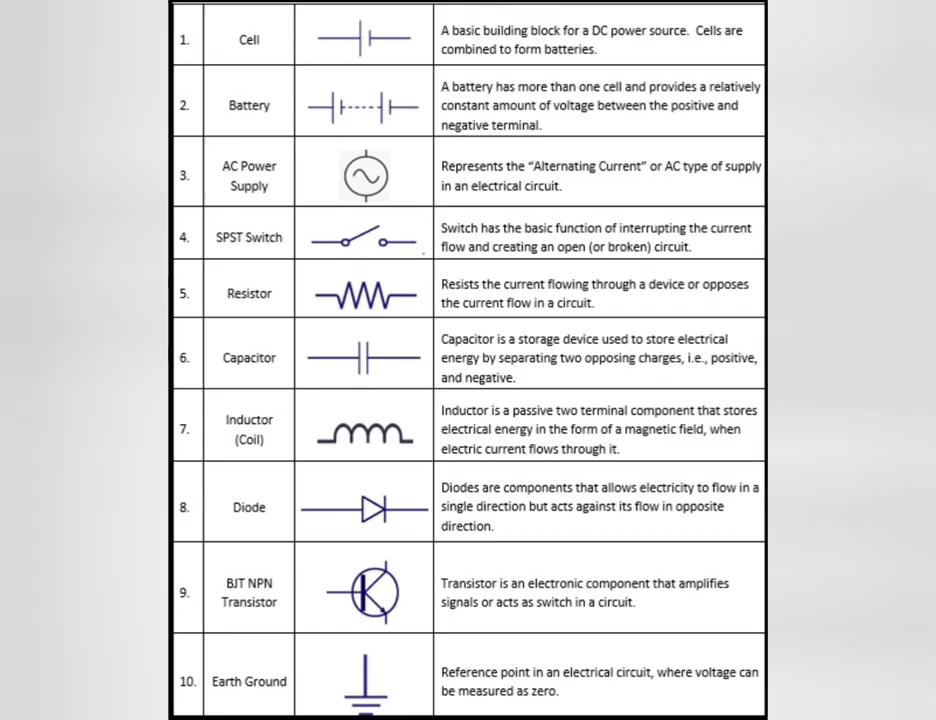 1.
Cell
A basic building block for a DC power source. Cells are
combined to form batteries.
2.
Battery
A battery has more than one cell and provides a relatively
constant amount of voltage between the positive and
negative terminal.
3.
AC Power
Supply
Represents the “Alternating Current” or AC type of supply
in an electrical circuit.
4.
SPST Switch
Switch has the basic function of interrupting the current
flow and creating an open (or broken) circuit.
5.
Resistor
Resists the current flowing through a device or opposes
the current flow in a circuit.
6.
Capacitor
Capacitor is a storage device used to store electrical
energy by separating two opposing charges, i.e., positive,
and negative.
7.
Inductor
(Coil)
Inductor is a passive two terminal component that stores
electrical energy in the form of a magnetic field, when
electric current flows through it.
8.
Diode
Diodes are components that allows electricity to flow in a
single direction but acts against its flow in opposite
direction.
9.
BJT NPN
Transistor
Transistor is an electronic component that amplifies
signals or acts as switch in a circuit.
10.
Earth Ground
Reference point in an electrical circuit, where voltage can
be measured as zero.